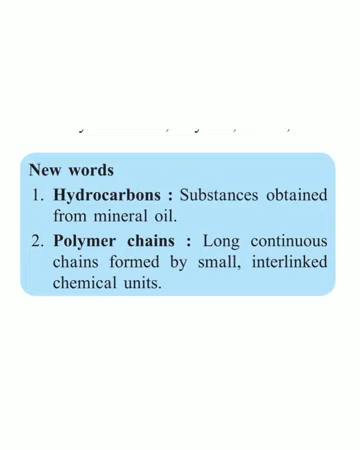 New words
1. Hydrocarbons : Substances obtained
from mineral oil.
2. Polymer chains : Long continuous
chains formed by small, interlinked
chemical units.